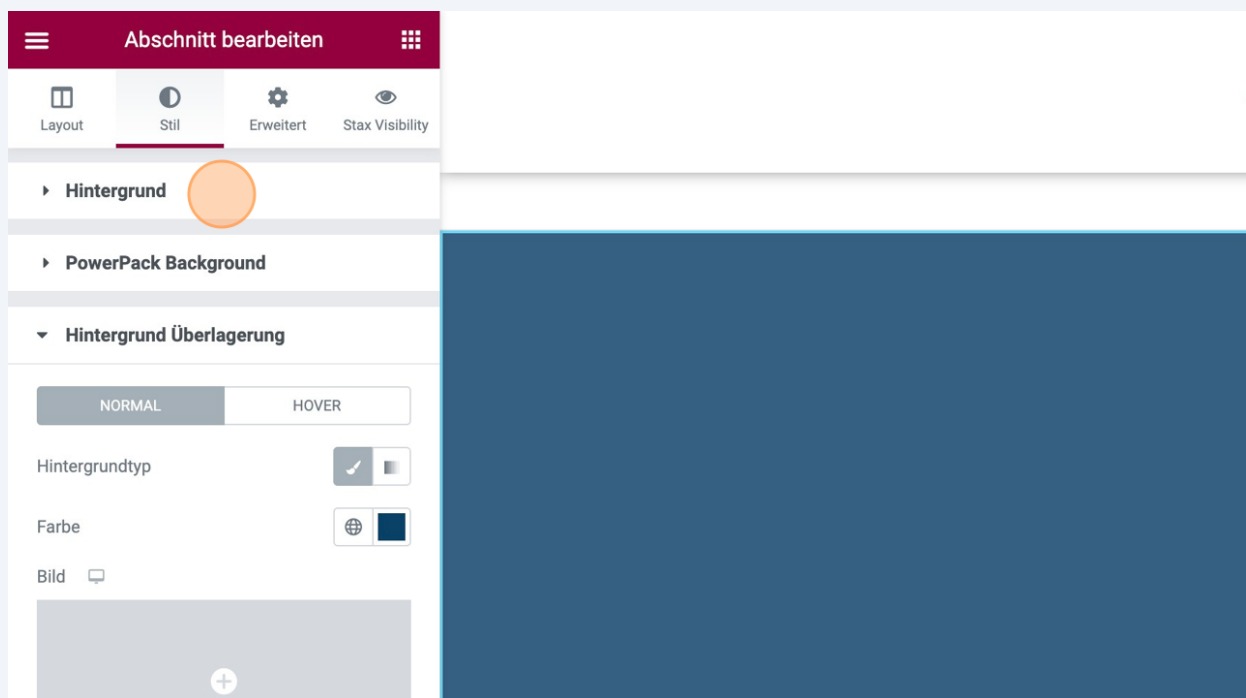 Abschnitt bearbeiten
Layout Stil Erweitert Stax Visibility
Hintergrund
PowerPack Background
Hintergrund Überlagerung
NORMAL HOVER
Hintergrundtyp
Farbe
Bild